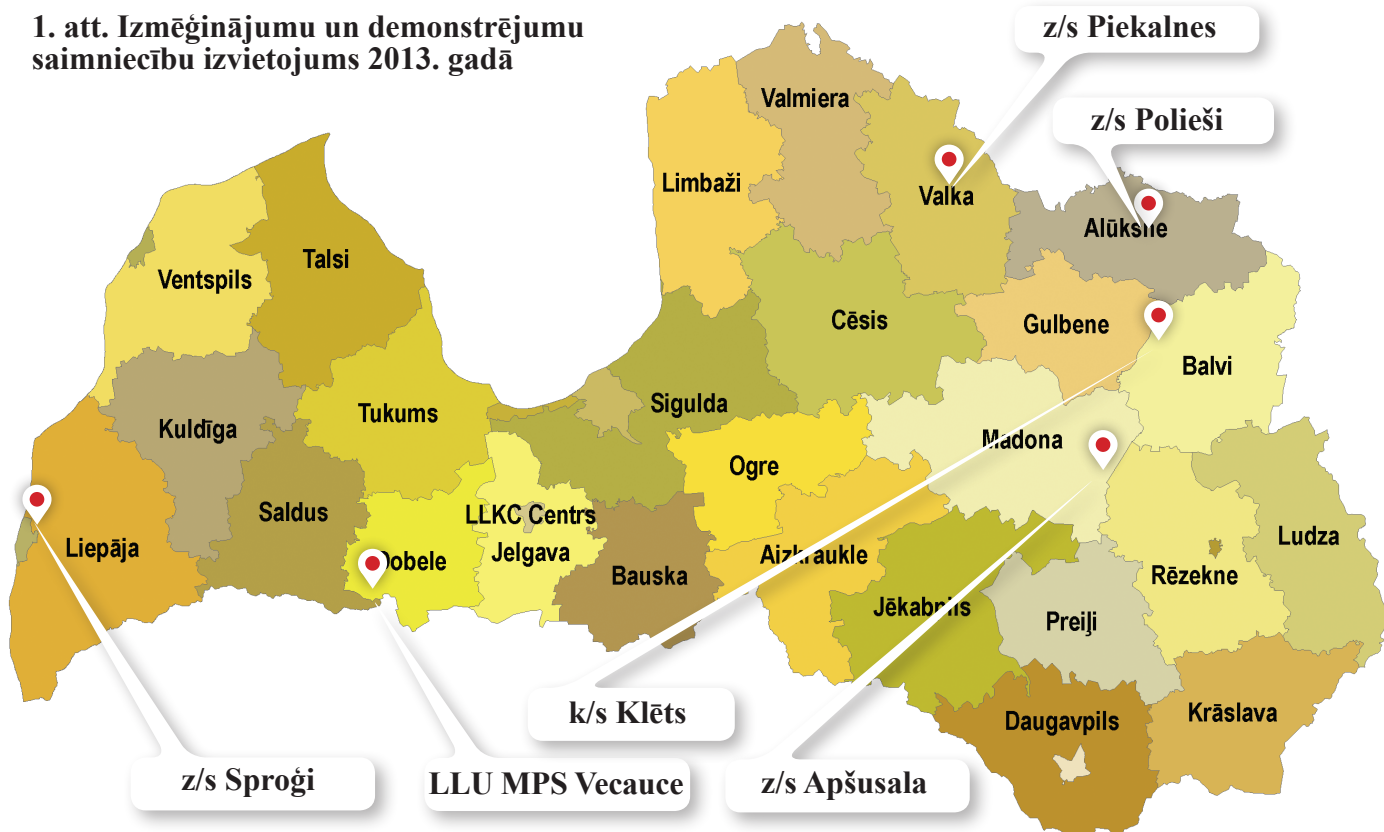 1. att. Izmēģinājumu un demonstrējumu
saimniecību izvietojums 2013. gadā
z/s Piekalnes
z/s Polieši
Valmiera
Limbaži
Valka
Alūksne
Talsi
Ventspils
Cēsis
Gulbene
Balvi
Sigulda
Tukums
Kuldīga
Madona
Ogre
Saldus
LLKC Centrs
Jelgava
Liepāja
Dobele
Bauska
Aizkraukle
Ludza
Rēzekne
Jēkabpils
Preiļi
k/s Klēts
Daugavpils
Krāslava
z/s Sproģi
LLU MPS Vecauce
z/s Apšusala